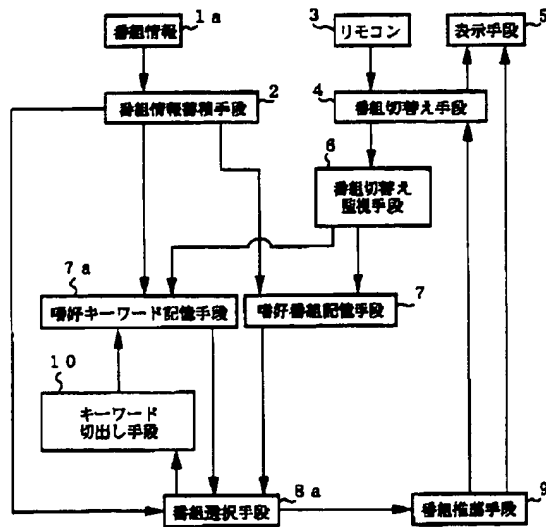 1a
番組情報
3
リモコン
5
表示手段
2
番組情報蓄積手段
4
番組切替え手段
6
番組切替え
監視手段
7a
嗜好キーワード記憶手段
7
嗜好番組記憶手段
10
キーワード
切出し手段
8a
番組選択手段
9
番組推薦手段